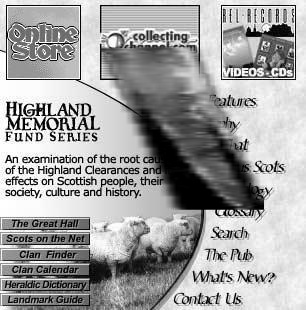 Online
Store
collecting
channel.com
REL-RECORDS
VIDEOS - CDs
HIGHLAND
MEMORIAL
FUND SERIES
An examination of the root
of the Highland Clearances and
effects on Scottish people, their
society, culture and history.
The Great Hall
Scots on the Net
Clan Finder
Clan Calendar
Heraldic Dictionary
Landmark Guide
Features
Scots
Glossary
Search
The Pub
What's New?
Contact Us